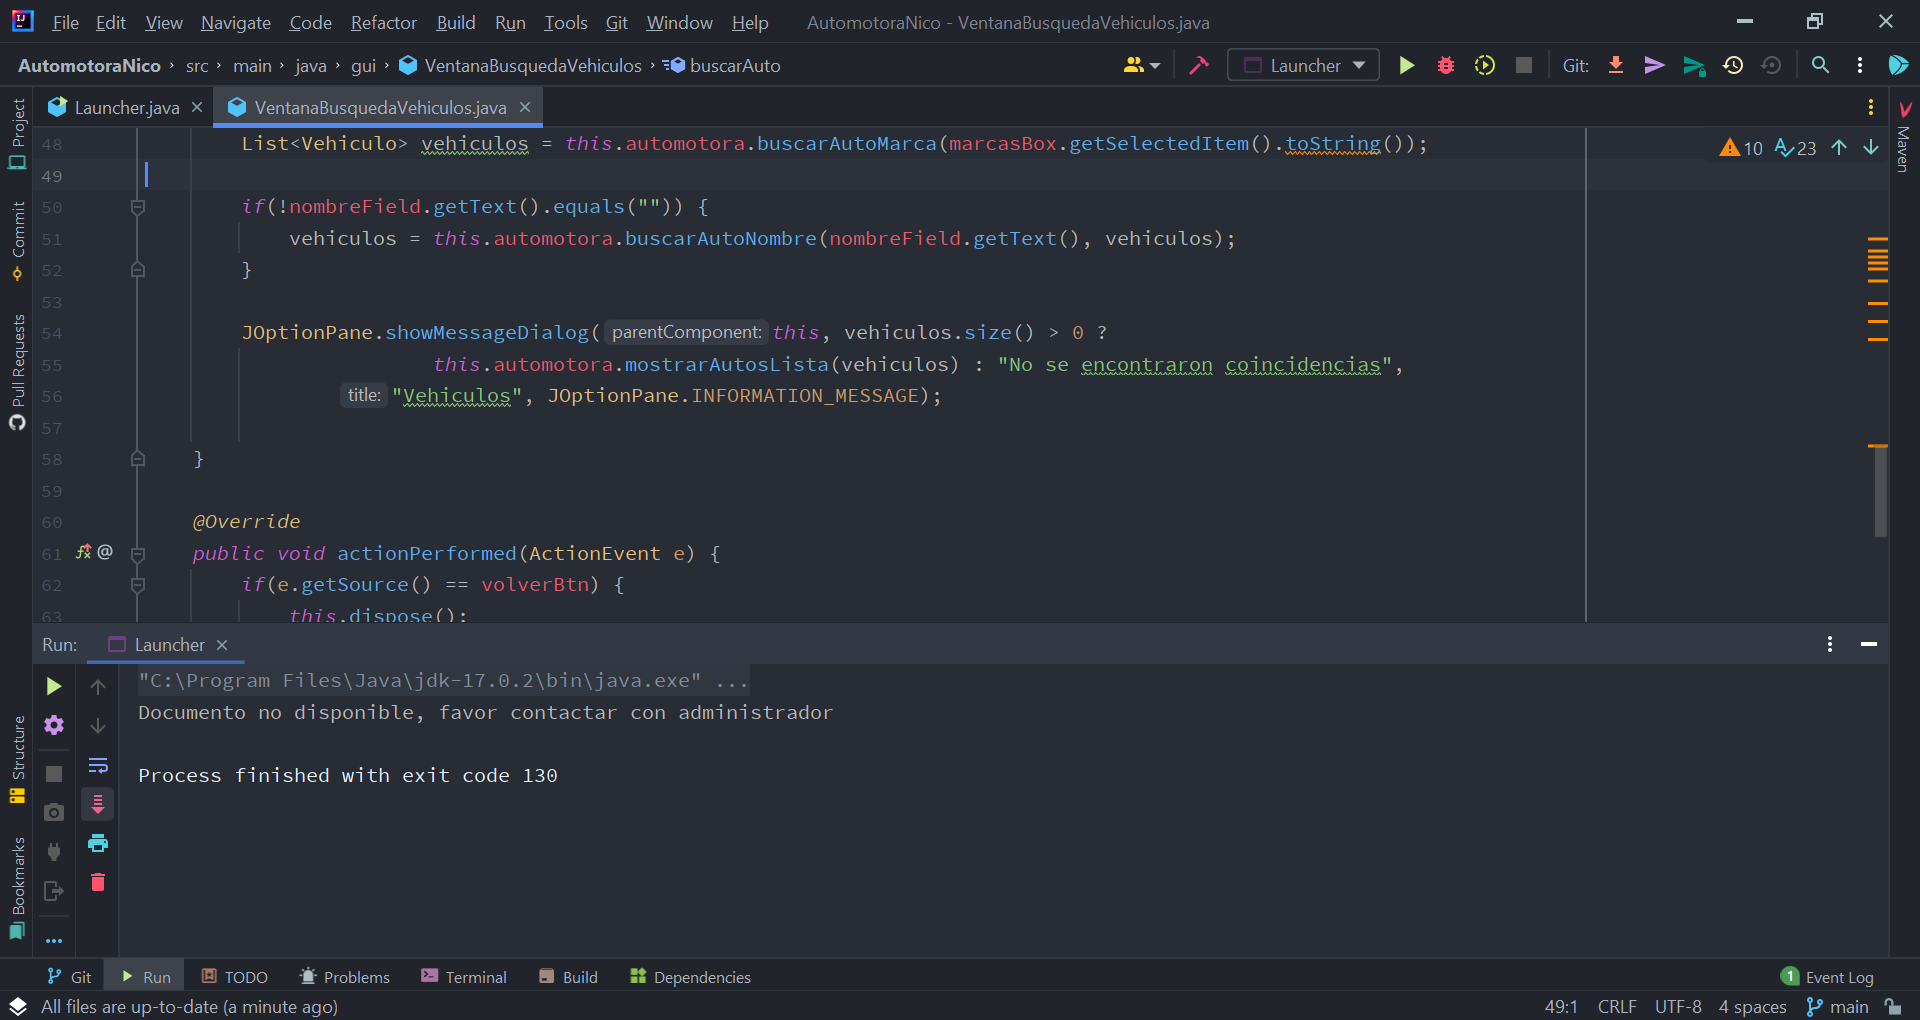 File Edit View Navigate Code Refactor Build Run Tools Git Window Help AutomotoraNico - VentanaBusquedaVehiculos.java
AutomotoraNico › src › main › java › gui › VentanaBusquedaVehiculos › buscarAuto Launcher Git:
Launcher.java VentanaBusquedaVehiculos.java
48 List<Vehiculo> vehiculos = this.automotora.buscarAutoMarca(marcasBox.getSelectedItem().toString()); 10 23
49
50 if(!nombreField.getText().equals("")) {
51 vehiculos = this.automotora.buscarAutoNombre(nombreField.getText(), vehiculos);
52 }
53
54 JOptionPane.showMessageDialog( parentComponent: this, vehiculos.size() > 0 ?
55 this.automotora.mostrarAutosLista(vehiculos) : "No se encontraron coincidencias",
56 title: "Vehiculos", JOptionPane.INFORMATION_MESSAGE);
57
58 }
59
60 @Override
61 public void actionPerformed(ActionEvent e) {
62 if(e.getSource() == volverBtn) {
63 this.dispose();
Project
Commit
Pull Requests
Structure
Bookmarks
Maven
Run: Launcher
"C:\Program Files\Java\jdk-17.0.2\bin\java.exe" ...
Documento no disponible, favor contactar con administrador
Process finished with exit code 130
Git Run TODO Problems Terminal Build Dependencies 1 Event Log
All files are up-to-date (a minute ago) 49:1 CRLF UTF-8 4 spaces main